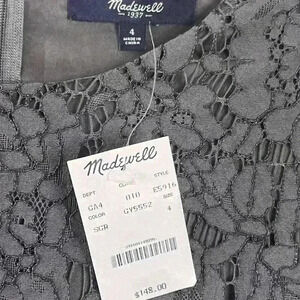 Madewell
1937
4
MADE IN
CHINA
Madewell
DEPT CLASS STYLE
GA4 010 E5916
COLOR SIZE
GY5552 4
SGR
$148.00